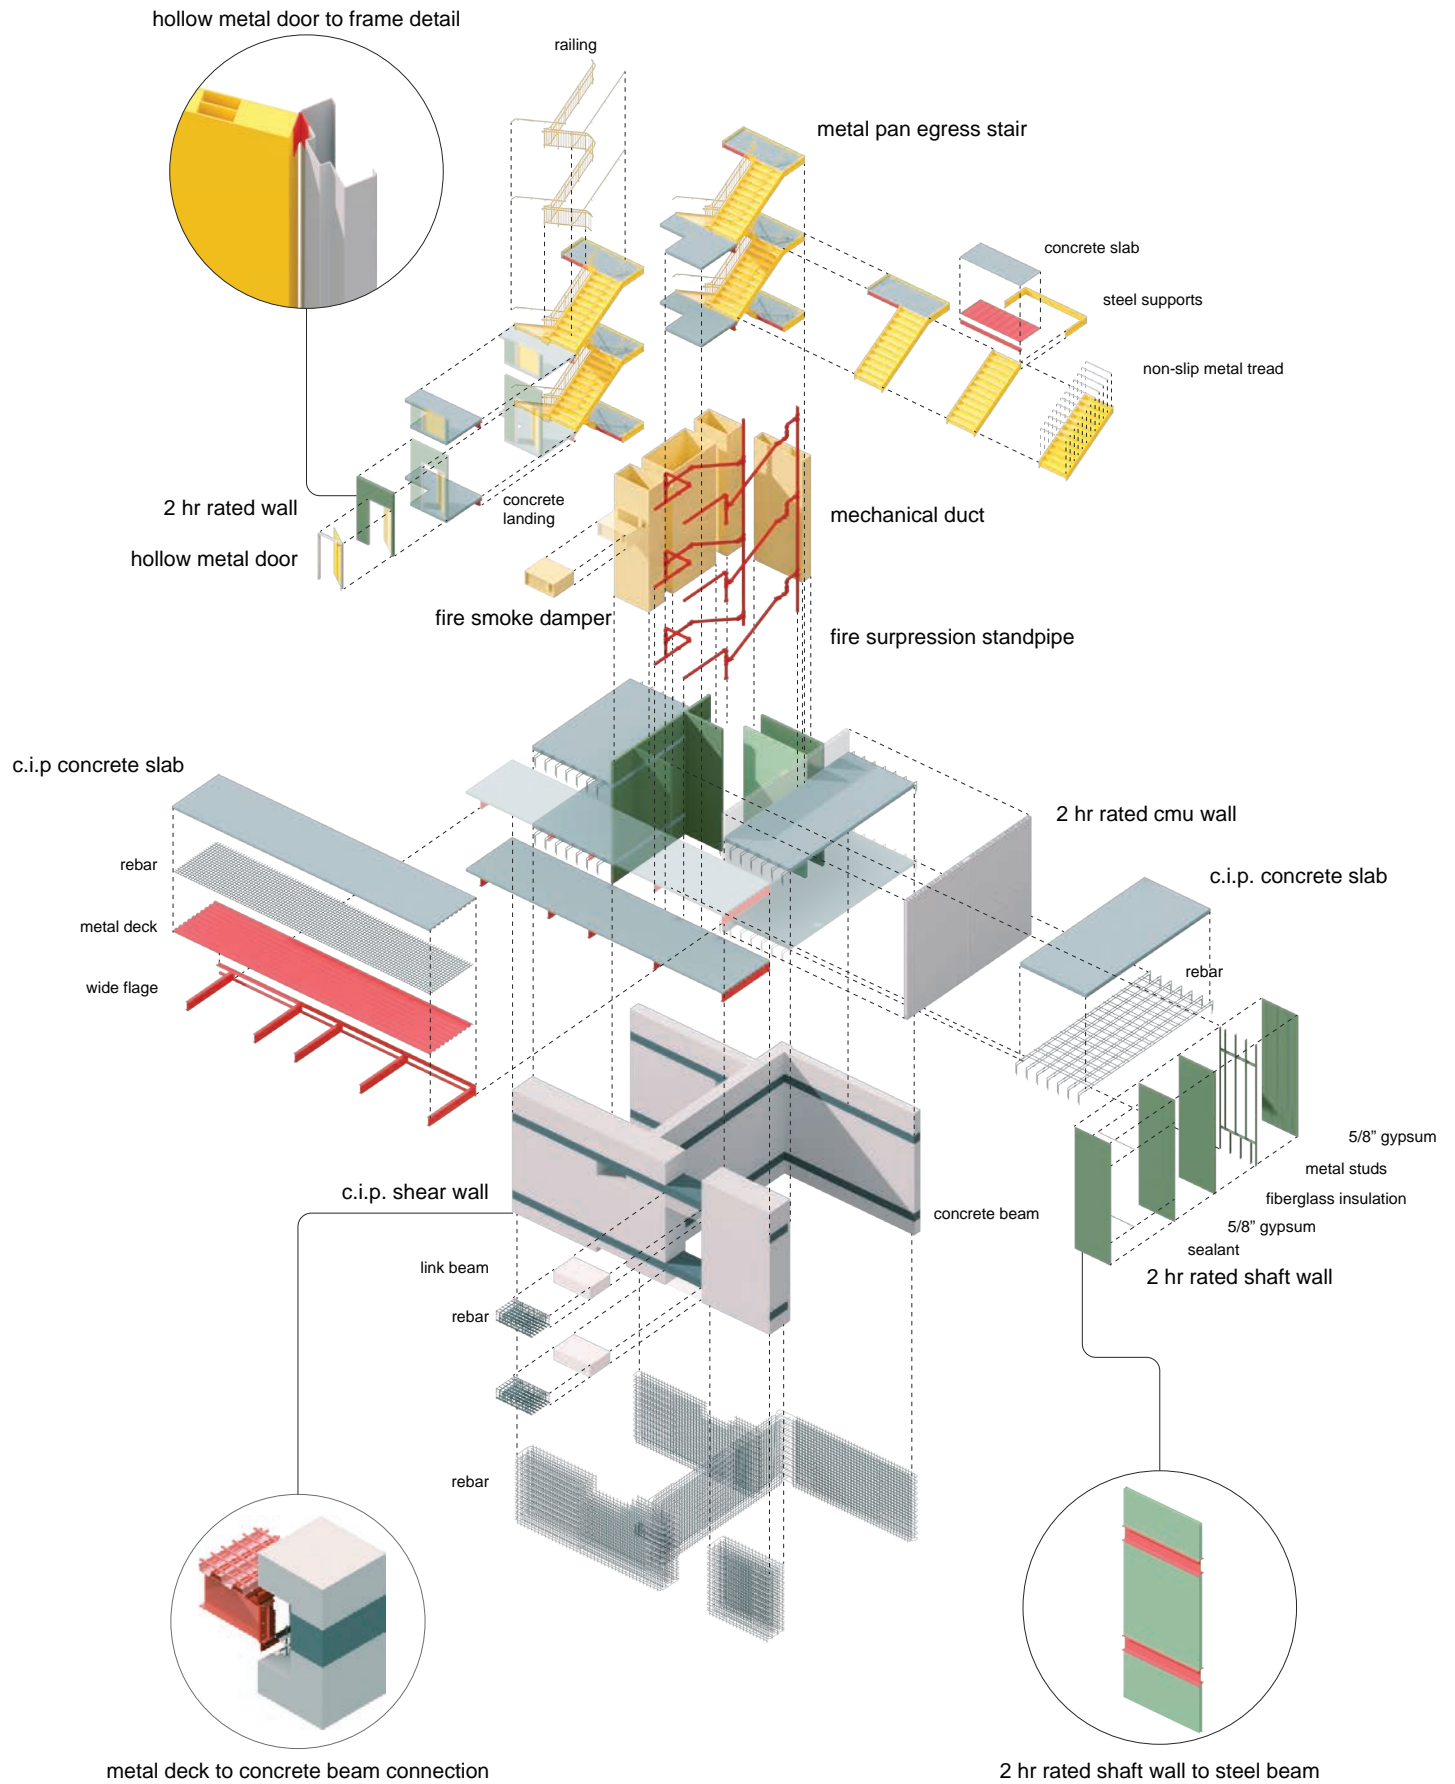 hollow metal door to frame detail
railing
metal pan egress stair
concrete slab
steel supports
non-slip metal tread
2 hr rated wall
concrete
landing
hollow metal door
mechanical duct
fire smoke damper
fire surpression standpipe
c.i.p concrete slab
rebar
metal deck
wide flage
2 hr rated cmu wall
c.i.p. concrete slab
rebar
5/8” gypsum
metal studs
fiberglass insulation
5/8” gypsum
sealant
2 hr rated shaft wall
c.i.p. shear wall
concrete beam
link beam
rebar
rebar
metal deck to concrete beam connection
2 hr rated shaft wall to steel beam